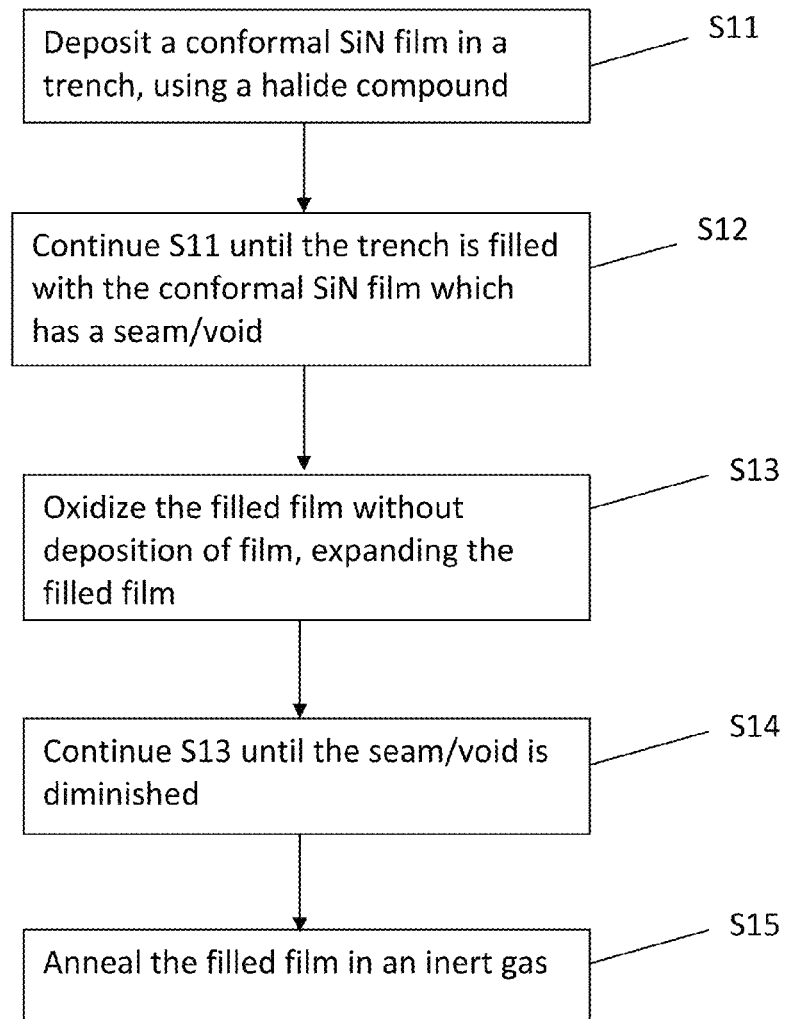 Deposit a conformal SiN film in a
trench, using a halide compound
S11
Continue S11 until the trench is filled
with the conformal SiN film which
has a seam/void
S12
Oxidize the filled film without
deposition of film, expanding the
filled film
S13
Continue S13 until the seam/void is
diminished
S14
Anneal the filled film in an inert gas
S15